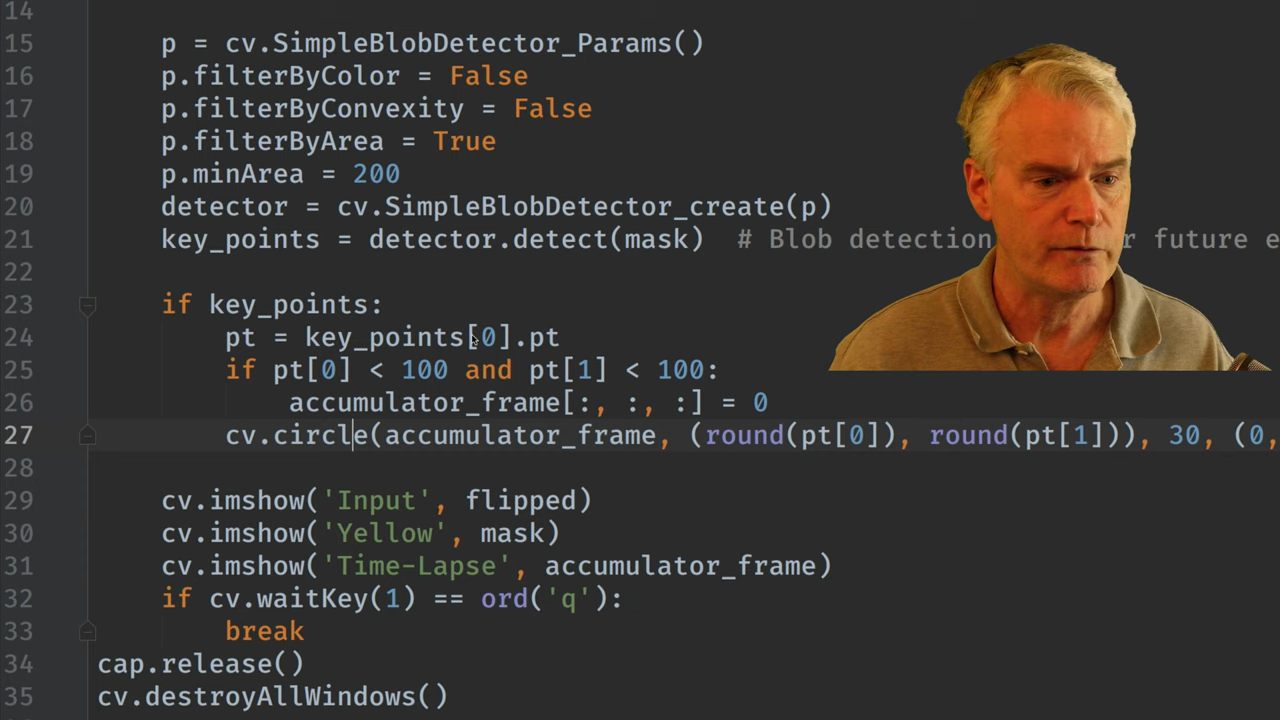 14
15 p = cv.SimpleBlobDetector_Params()
16 p.filterByColor = False
17 p.filterByConvexity = False
18 p.filterByArea = True
19 p.minArea = 200
20 detector = cv.SimpleBlobDetector_create(p)
21 key_points = detector.detect(mask)  # Blob detection future e
22
23 if key_points:
24 pt = key_points[0].pt
25 if pt[0] < 100 and pt[1] < 100:
26 accumulator_frame[:, :, :] = 0
27 cv.circle(accumulator_frame, (round(pt[0]), round(pt[1])), 30, (0,
28
29 cv.imshow('Input', flipped)
30 cv.imshow('Yellow', mask)
31 cv.imshow('Time-Lapse', accumulator_frame)
32 if cv.waitKey(1) == ord('q'):
33 break
34 cap.release()
35 cv.destroyAllWindows()